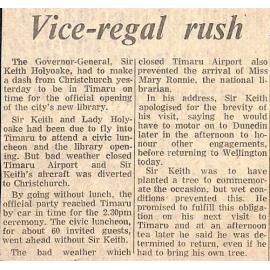 Vice-regal rush
The Governor-General, Sir
Keith Holyoake, had to make
a dash from Christchurch yes-
terday to be in Timaru on
time for the official opening
of the city's new library.
Sir Keith and Lady Holy-
oake had been due to fly into
Timaru to attend a civic lun-
cheon and the library open-
ing. But bad weather closed
Timaru Airport and Sir
Keith's aircraft was diverted
to Christchurch.
By going without lunch, the
official party reached Timaru
by car in time for the 2.30pm
ceremony. The civic luncheon,
for about 60 invited guests,
went ahead without Sir Keith.
The bad weather which
closed Timaru Airport also
prevented the arrival of Miss
Mary Ronnie, the national lib-
rarian.
In his address, Sir Keith
apologised for the brevity of
his visit, saying he would
have to motor on to Dunedin
later in the afternoon to hon-
our other engagements,
before returning to Wellington
today.
Sir Keith was to have
planted a tree to commemor-
ate the occasion, but wet con-
ditions prevented this. He
promised to fulfill this obliga-
tion on his next visit to
Timaru and at an afternoon
tea later he said he was de-
termined to return, even if he
had to bring his own tree.